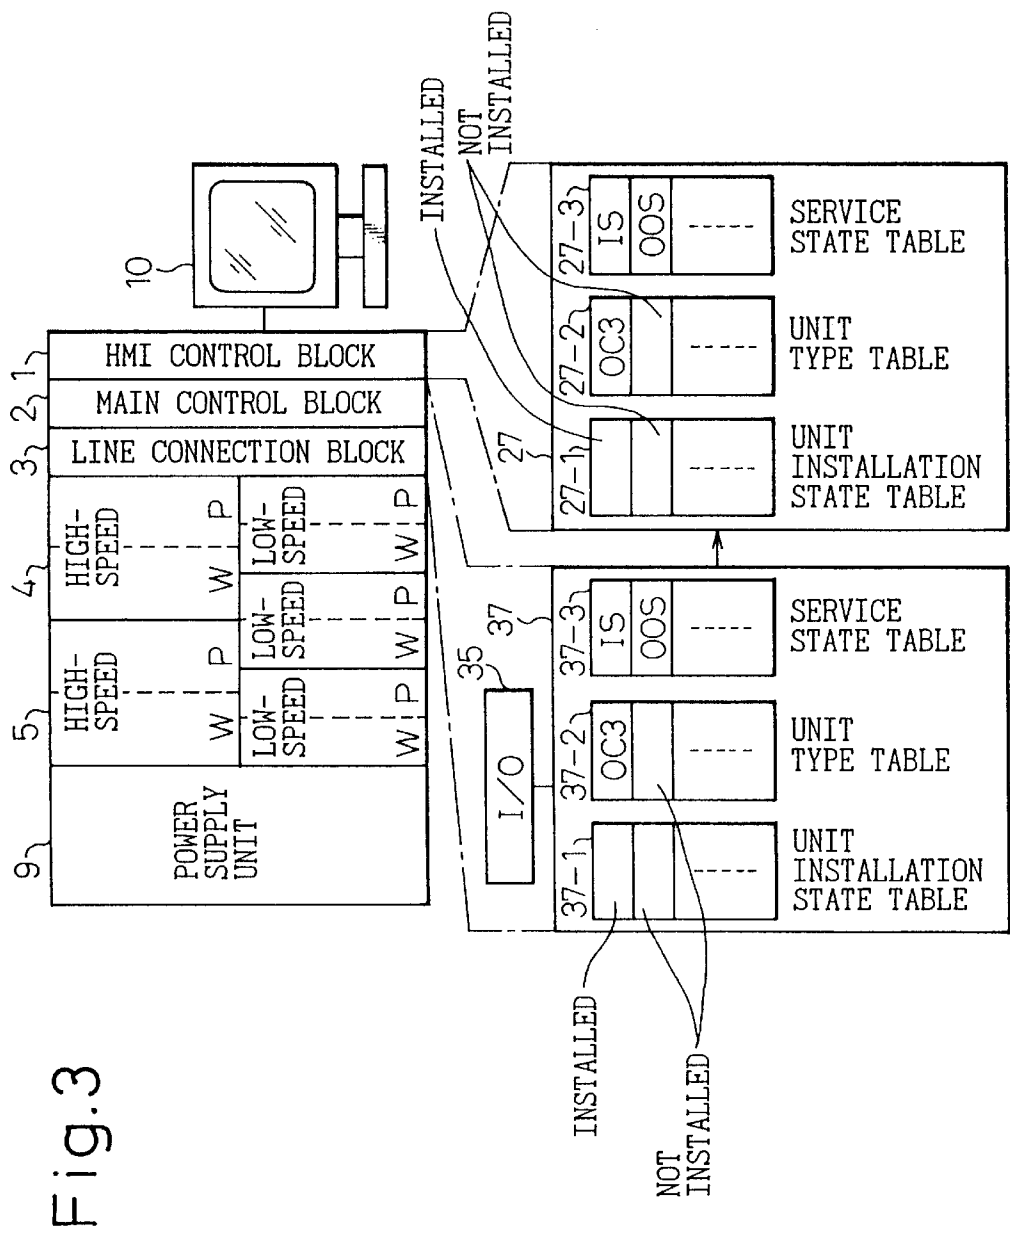 Fig.3
9
5
4
3
2
1
10
POWER
SUPPLY
UNIT
HIGH-
SPEED
W P
HIGH-
SPEED
W P
LOW-
SPEED
W P
LOW-
SPEED
W P
LOW-
SPEED
W P
LINE CONNECTION BLOCK
MAIN CONTROL BLOCK
HMI CONTROL BLOCK
INSTALLED
NOT
INSTALLED
35
I/O
37
37-1
37-2
OC3
37-3
IS
OOS
UNIT
INSTALLATION
STATE TABLE
UNIT
TYPE TABLE
SERVICE
STATE TABLE
INSTALLED
NOT
INSTALLED
27
27-1
27-2
OC3
27-3
IS
OOS
UNIT
INSTALLATION
STATE TABLE
UNIT
TYPE TABLE
SERVICE
STATE TABLE